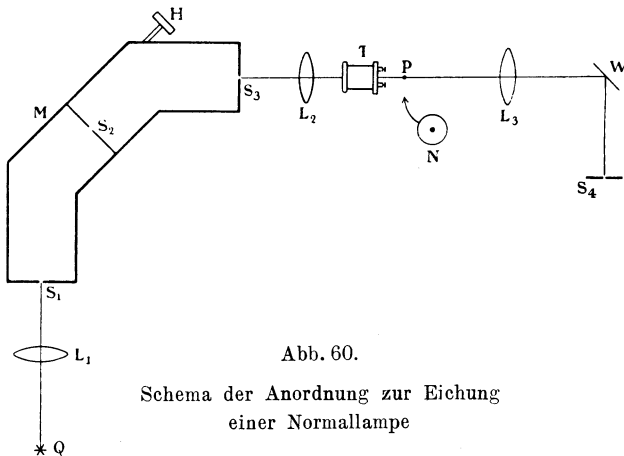 H
M
S₂
S₃
L₂
T
P
N
L₃
W
S₄
S₁
L₁
Q
Abb. 60.
Schema der Anordnung zur Eichung
einer Normallampe